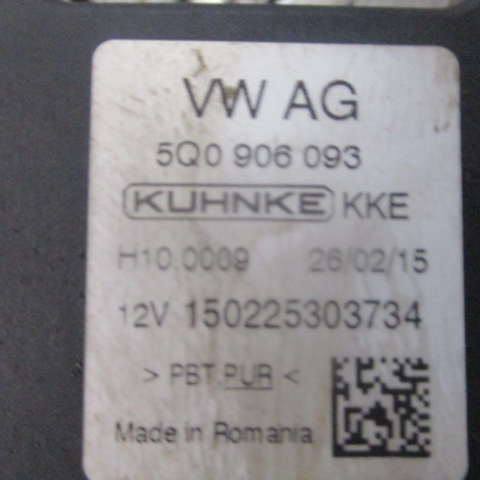 VW AG
5Q0 906 093
KUHNKE KKE
H10.0009 26/02/15
12V 150225303734
> PBT,PUR <
Made in Romania